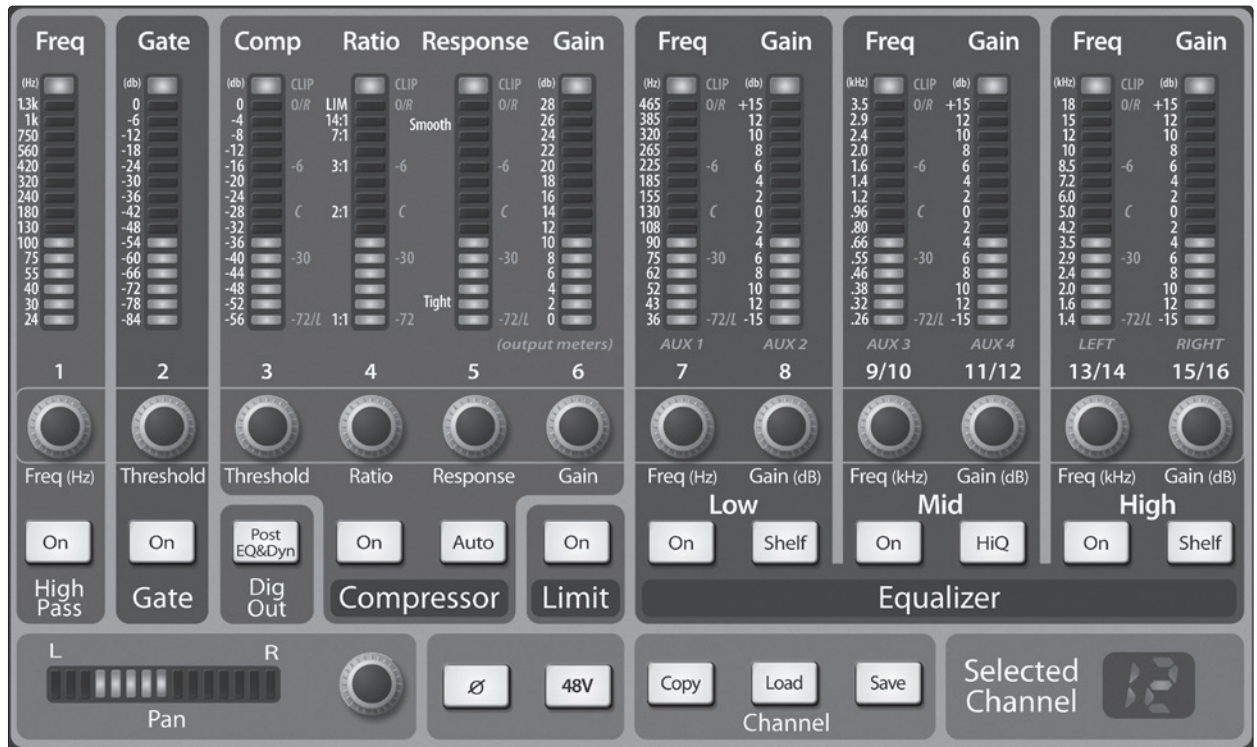 Freq Gate Comp Ratio Response Gain Freq Gain Freq Gain Freq Gain
(Hz) (db) (db) CLIP CLIP CLIP (db) (Hz) CLIP (db) (kHz) CLIP (db) (kHz) CLIP (db)
1.3k 0 0 0/R LIM 0/R 0/R 28 465 0/R +15 3.5 0/R +15 18 0/R +15
1k -6 -4 14:1 Smooth 26 385 12 2.9 12 15 12
750 -12 -8 7:1 24 320 10 2.4 10 12 10
560 -18 -12 22 265 8 2.0 8 10 8
420 -24 -16 -6 3:1 -6 -6 20 225 -6 6 1.6 -6 6 8.5 -6 6
320 -30 -20 18 185 4 1.4 4 7.2 4
240 -36 -24 16 155 2 1.2 2 6.0 2
180 -42 -28 C 2:1 C C 14 130 C 0 .96 C 0 5.0 C 0
130 -48 -32 12 108 2 .80 2 4.2 2
100 -54 -36 10 90 4 .66 4 3.5 4
75 -60 -40 -30 -30 -30 8 75 -30 6 .55 -30 6 2.9 -30 6
55 -66 -44 6 62 8 .46 8 2.4 8
40 -72 -48 4 52 10 .38 10 2.0 10
30 -78 -52 Tight 2 43 12 .32 12 1.6 12
24 -84 -56 -72/L 1:1 -72 -72/L 0 36 -72/L -15 .26 -72/L -15 1.4 -72/L -15
(output meters) AUX 1 AUX 2 AUX 3 AUX 4 LEFT RIGHT
1 2 3 4 5 6 7 8 9/10 11/12 13/14 15/16
Freq (Hz) Threshold Threshold Ratio Response Gain Freq (Hz) Gain (dB) Freq (kHz) Gain (dB) Freq (kHz) Gain (dB)
Low Mid High
On On Post EQ&Dyn On Auto On On Shelf On HiQ On Shelf
High Pass Gate Dig Out Compressor Limit Equalizer
L R
Pan
Ø 48V Copy Load Save
Channel
Selected Channel 12